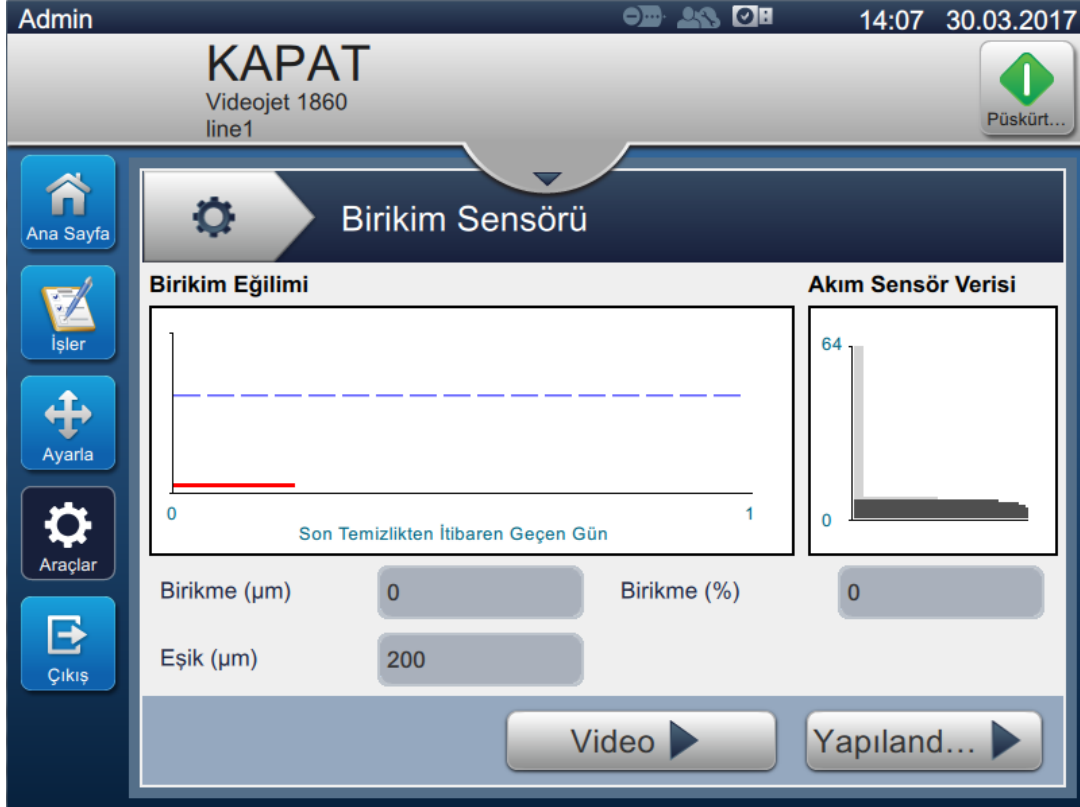 Admin
14:07 30.03.2017
KAPAT
Videojet 1860
line1
Püskürt...
Ana Sayfa
İşler
Ayarla
Araçlar
Çıkış
Birikim Sensörü
Birikim Eğilimi
Akım Sensör Verisi
64
0
0
1
Son Temizlikten İtibaren Geçen Gün
Birikme (µm)
0
Birikme (%)
0
Eşik (µm)
200
Video
Yapıland...